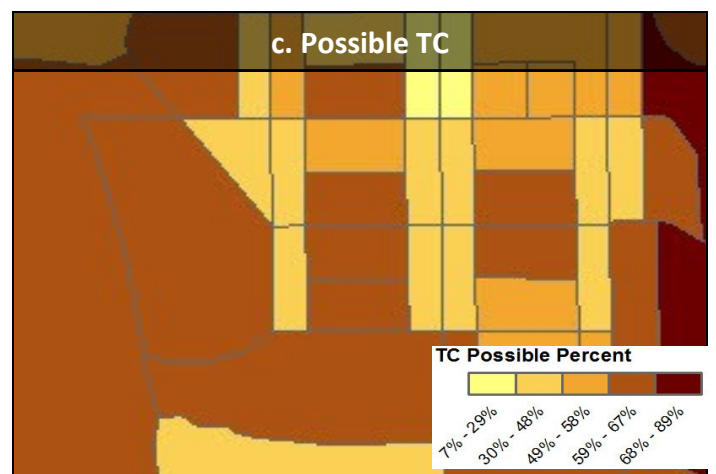 c. Possible TC
TC Possible Percent
7% - 29%
30% - 48%
49% - 58%
59% - 67%
68% - 89%